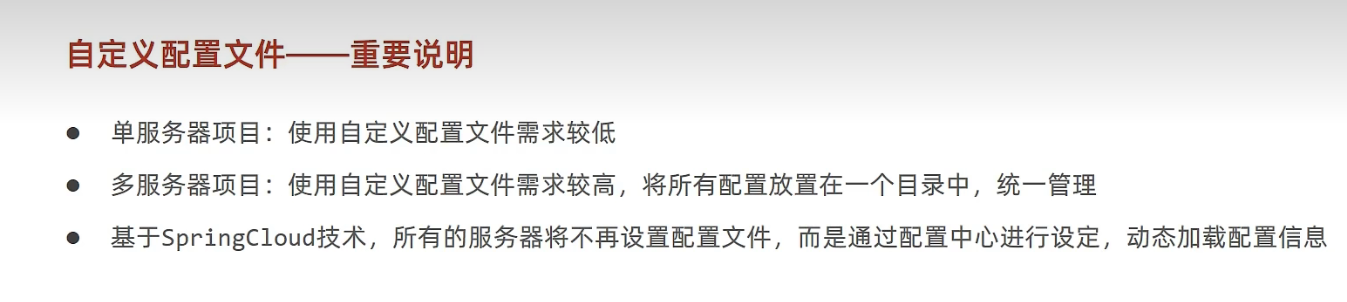 自定义配置文件——重要说明
● 单服务器项目：使用自定义配置文件需求较低
● 多服务器项目：使用自定义配置文件需求较高，将所有配置放置在一个目录中，统一管理
● 基于SpringCloud技术，所有的服务器将不再设置配置文件，而是通过配置中心进行设定，动态加载配置信息